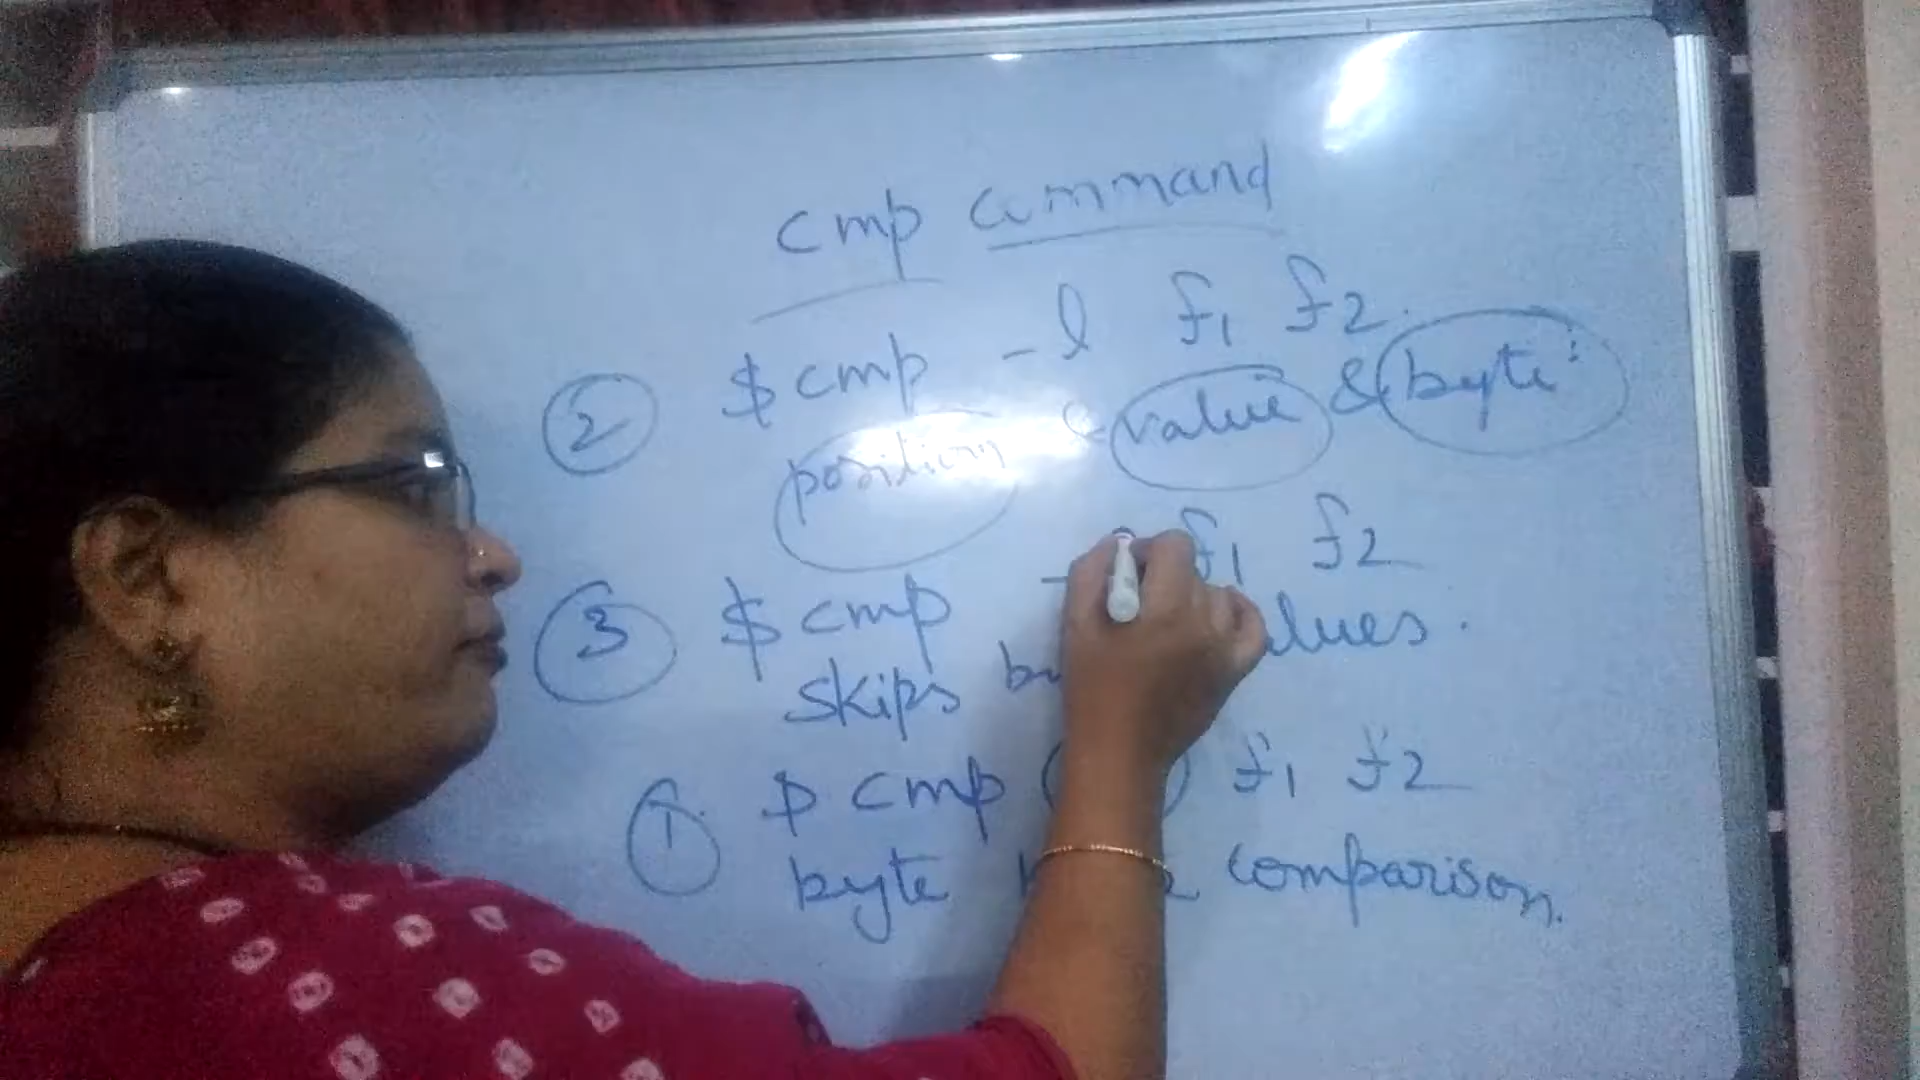 cmp command
② $ cmp -l f1 f2.
position & value & byte
③ $ cmp - f1 f2
skips
① $ cmp f1 f2
byte comparison.